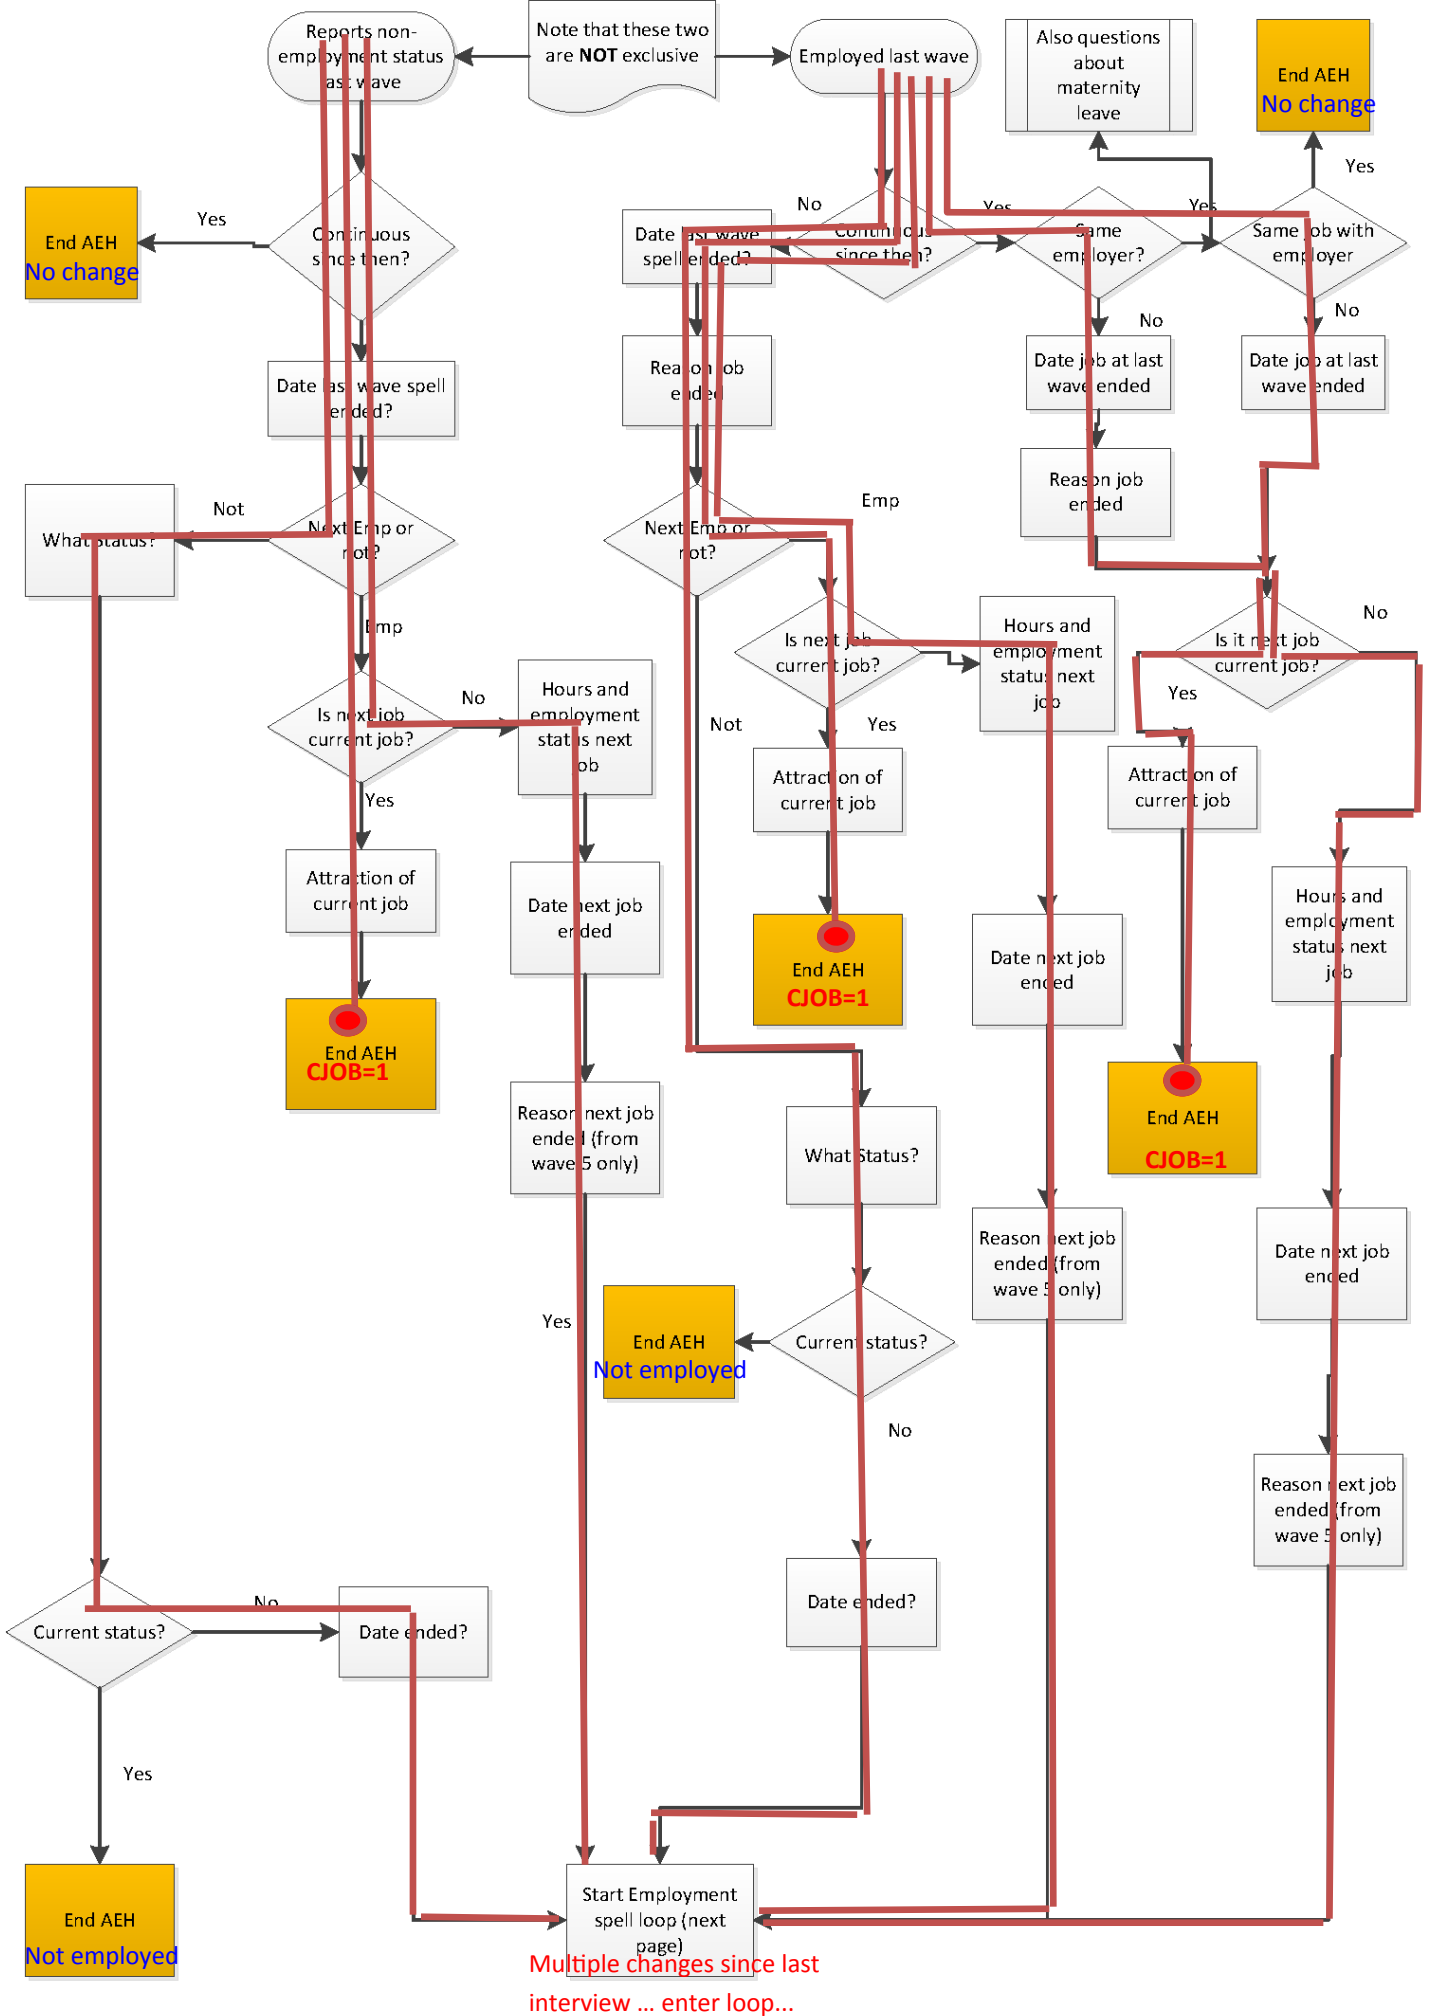 Reports non-
employment status
last wave
Note that these two
are NOT exclusive
Employed last wave
Also questions
about
maternity
leave
End AEH
No change
Yes
End AEH
No change
Yes
Continuous
since then?
No
Date last wave
spell ended?
Continuous
since then?
Yes
Same
employer?
Yes
Same job with
employer
No
No
Date last wave spell
ended?
Reason job
ended
Date job at last
wave ended
Date job at last
wave ended
What Status?
Not
Next Emp or
not?
Next Emp or
not?
Emp
Reason job
ended
Emp
Is next job
current job?
No
Hours and
employment
status next
job
Is next job
current job?
Hours and
employment
status next
job
Is it next job
current job?
No
Yes
Not
Yes
Yes
Attraction of
current job
Attraction of
current job
Attraction of
current job
End AEH
CJOB=1
Date next job
ended
End AEH
CJOB=1
Date next job
ended
Hours and
employment
status next
job
Reason next job
ended (from
wave 5 only)
What Status?
End AEH
CJOB=1
Reason next job
ended (from
wave 5 only)
Date next job
ended
Yes
End AEH
Not employed
Current status?
No
Reason next job
ended (from
wave 5 only)
Current status?
No
Date ended?
Date ended?
Yes
End AEH
Not employed
Start Employment
spell loop (next
page)
Multiple changes since last
interview ... enter loop...